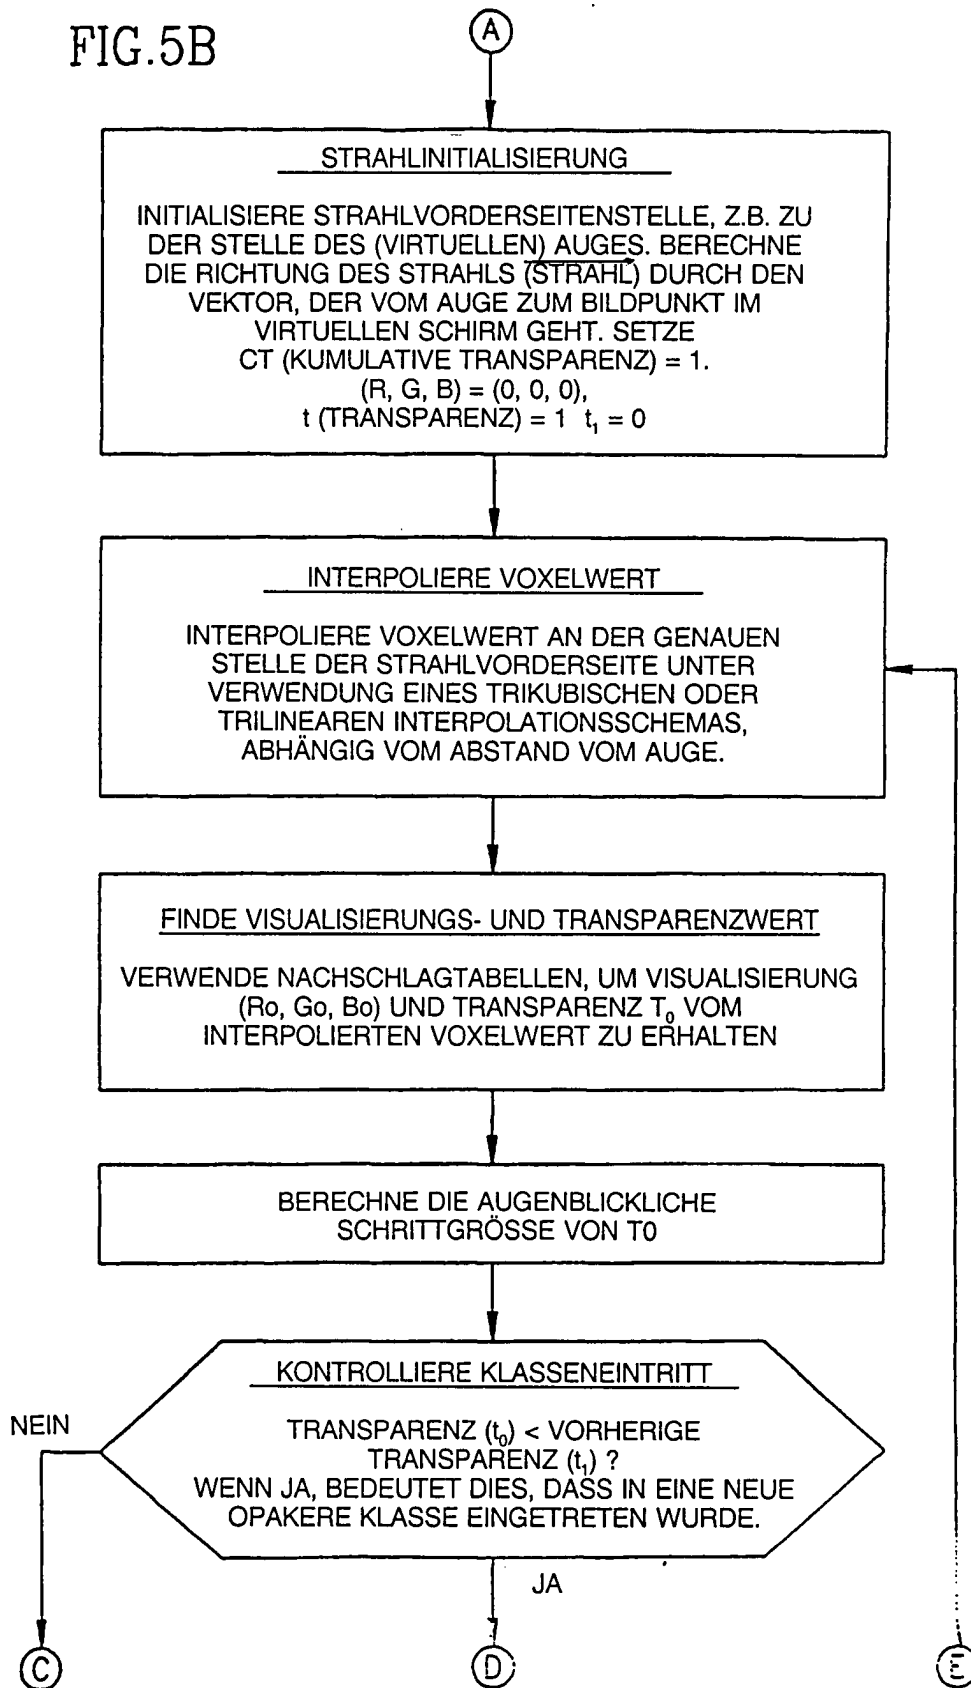 FIG.5B
A
STRAHLINITIALISIERUNG
INITIALISIERE STRAHLVORDERSEITENSTELLE, Z.B. ZU
DER STELLE DES (VIRTUELLEN) AUGES. BERECHNE
DIE RICHTUNG DES STRAHLS (STRAHL) DURCH DEN
VEKTOR, DER VOM AUGE ZUM BILDPUNKT IM
VIRTUELLEN SCHIRM GEHT. SETZE
CT (KUMULATIVE TRANSPARENZ) = 1.
(R, G, B) = (0, 0, 0),
t (TRANSPARENZ) = 1 t₁ = 0
INTERPOLIERE VOXELWERT
INTERPOLIERE VOXELWERT AN DER GENAUEN
STELLE DER STRAHLVORDERSEITE UNTER
VERWENDUNG EINES TRIKUBISCHEN ODER
TRILINEAREN INTERPOLATIONSSCHEMAS,
ABHÄNGIG VOM ABSTAND VOM AUGE.
FINDE VISUALISIERUNGS- UND TRANSPARENZWERT
VERWENDE NACHSCHLAGTABELLEN, UM VISUALISIERUNG
(Ro, Go, Bo) UND TRANSPARENZ T₀ VOM
INTERPOLIERTEN VOXELWERT ZU ERHALTEN
BERECHNE DIE AUGENBLICKLICHE
SCHRITTGRÖSSE VON T0
KONTROLLIERE KLASSENEINTRITT
TRANSPARENZ (t₀) < VORHERIGE
TRANSPARENZ (t₁) ?
WENN JA, BEDEUTET DIES, DASS IN EINE NEUE
OPAKERE KLASSE EINGETRETEN WURDE.
NEIN
JA
C
D
E